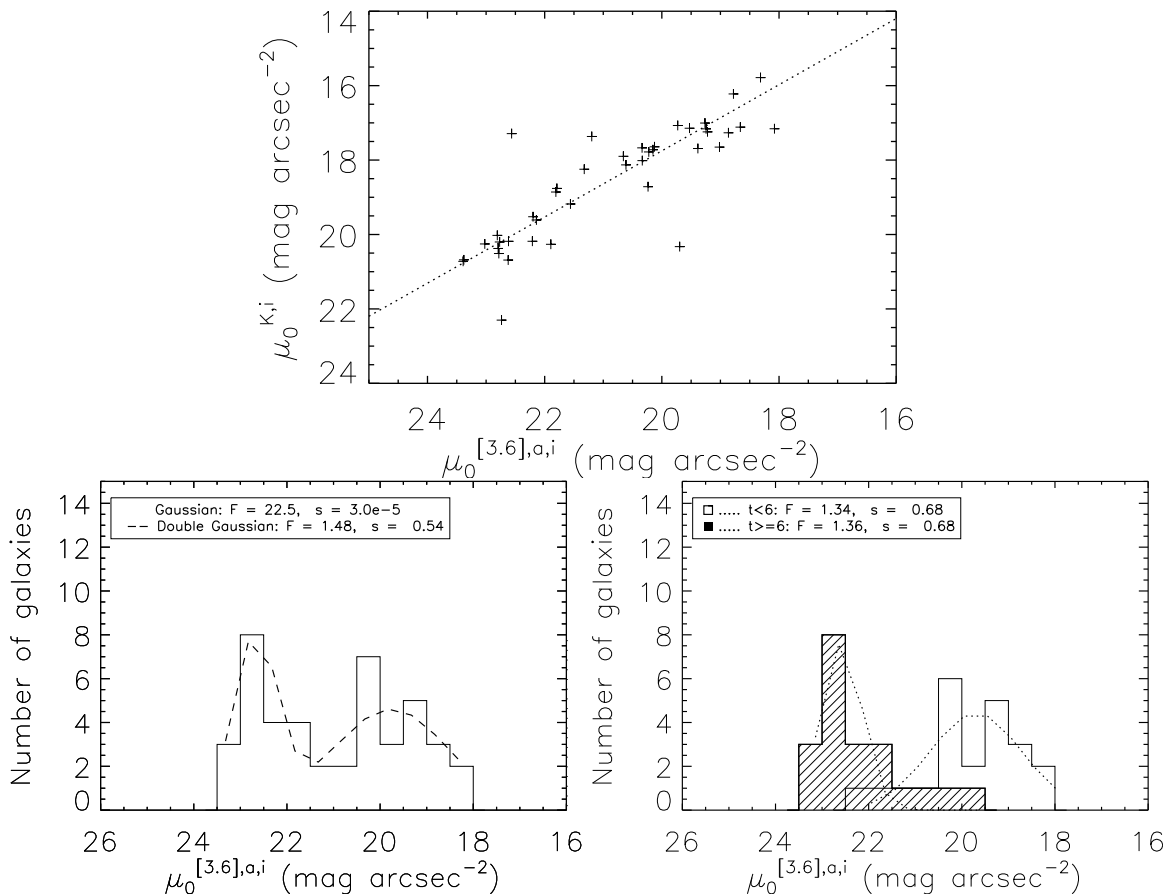 14
16
18
20
22
24
μ₀^{K,i} (mag arcsec⁻²)
24 22 20 18 16
μ₀^{[3.6],a,i} (mag arcsec⁻²)
14
12
10
8
6
4
2
0
Number of galaxies
Gaussian: F = 22.5, s = 3.0e-5
Double Gaussian: F = 1.48, s = 0.54
26 24 22 20 18 16
μ₀^{[3.6],a,i} (mag arcsec⁻²)
14
12
10
8
6
4
2
0
Number of galaxies
t<6: F = 1.34, s = 0.68
t>=6: F = 1.36, s = 0.68
26 24 22 20 18 16
μ₀^{[3.6],a,i} (mag arcsec⁻²)